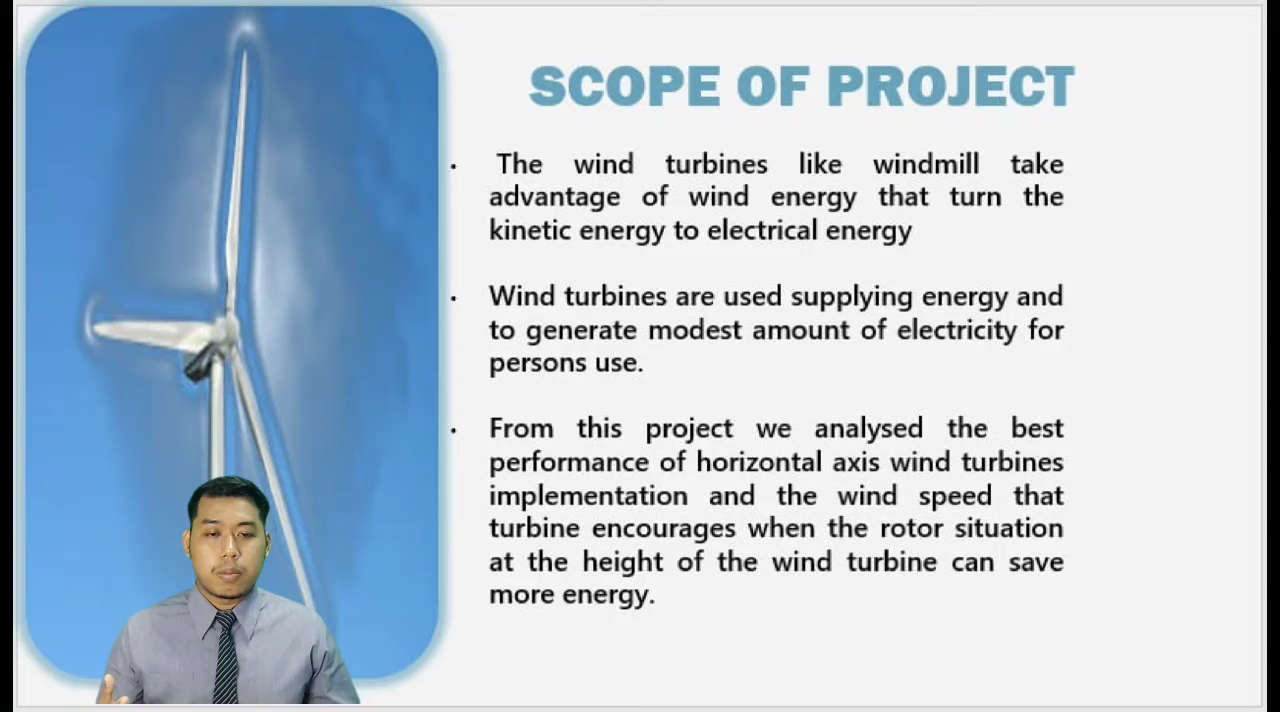 SCOPE OF PROJECT
· The wind turbines like windmill take
advantage of wind energy that turn the
kinetic energy to electrical energy
· Wind turbines are used supplying energy and
to generate modest amount of electricity for
persons use.
· From this project we analysed the best
performance of horizontal axis wind turbines
implementation and the wind speed that
turbine encourages when the rotor situation
at the height of the wind turbine can save
more energy.